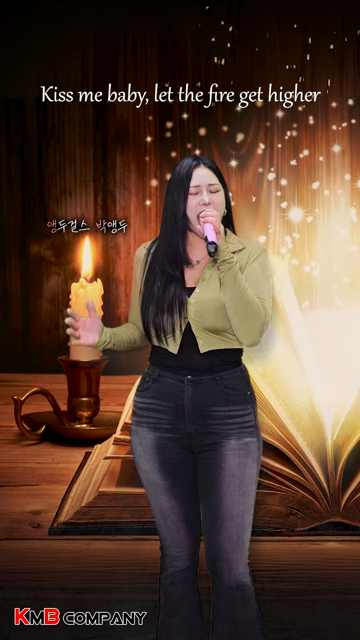 Kiss me baby, let the fire get higher
앵두걸스 박앵두
KMB COMPANY